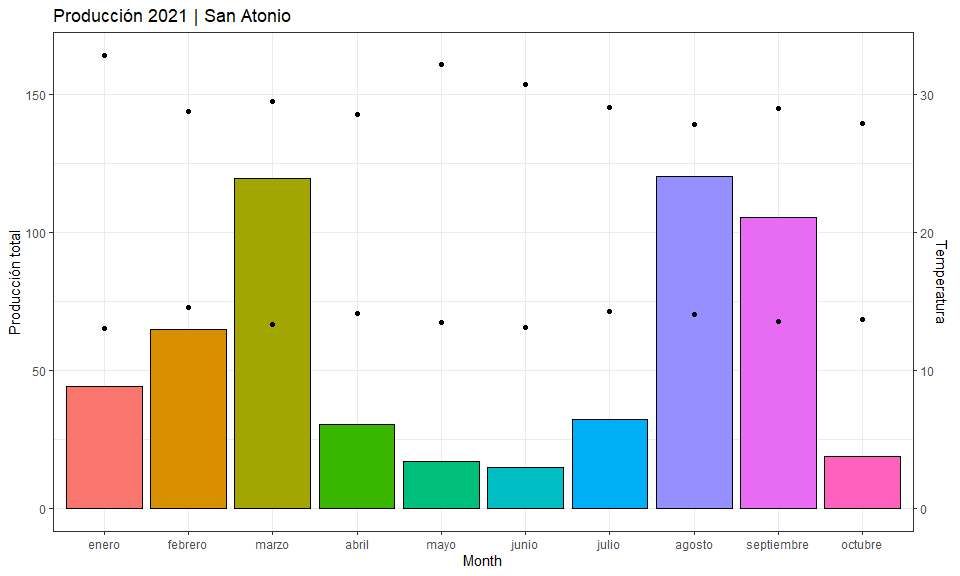 Producción 2021 | San Atonio
150
100
50
0
Producción total
30
20
10
0
Temperatura
enero febrero marzo abril mayo junio julio agosto septiembre octubre
Month